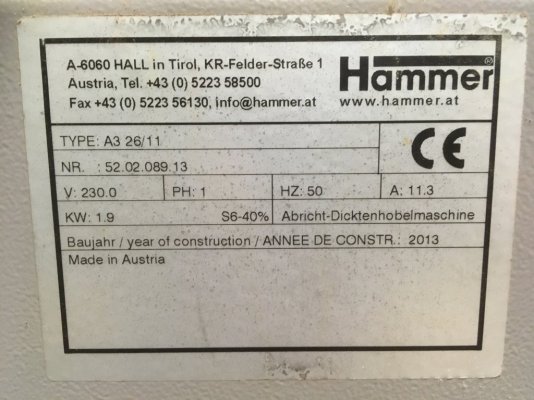 A-6060 HALL in Tirol, KR-Felder-Straße 1
Austria, Tel. +43 (0) 5223 58500
Fax +43 (0) 5223 56130, info@hammer.at
Hammer®
www.hammer.at
TYPE: A3 26/11
NR. : 52.02.089.13
CE
V: 230.0 PH: 1 HZ: 50 A: 11.3
KW: 1.9 S6-40% Abricht-Dicktenhobelmaschine
Baujahr / year of construction / ANNEE DE CONSTR.: 2013
Made in Austria